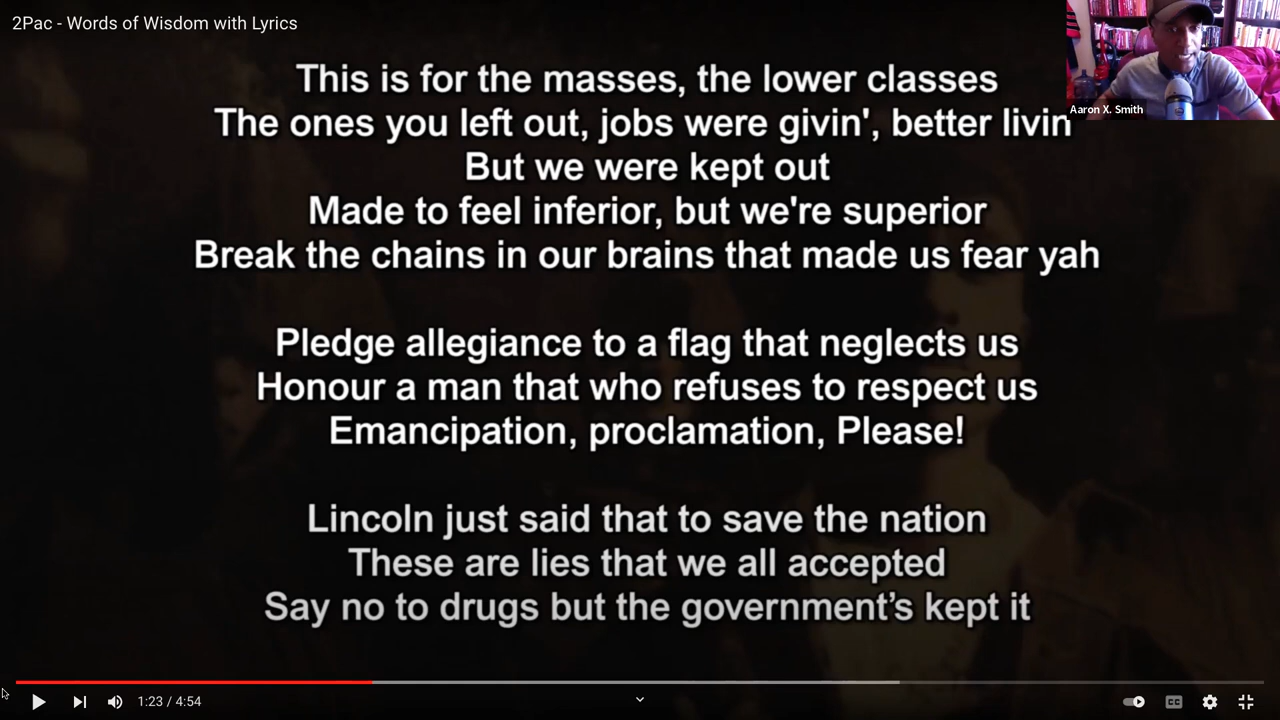 2Pac - Words of Wisdom with Lyrics
Aaron X. Smith
This is for the masses, the lower classes
The ones you left out, jobs were givin', better livin
But we were kept out
Made to feel inferior, but we're superior
Break the chains in our brains that made us fear yah
Pledge allegiance to a flag that neglects us
Honour a man that who refuses to respect us
Emancipation, proclamation, Please!
Lincoln just said that to save the nation
These are lies that we all accepted
Say no to drugs but the government’s kept it
1:23 / 4:54
CC